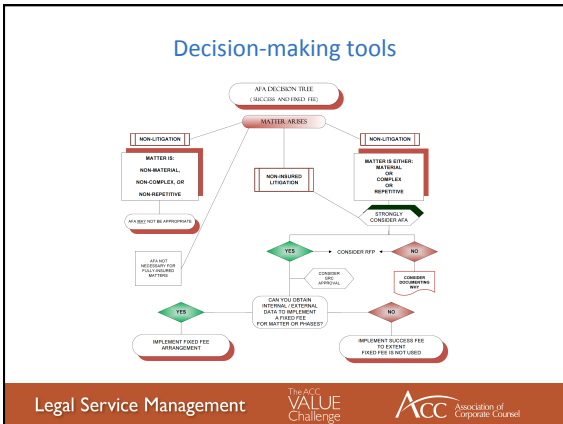 Decision-making tools
AFA DECISION TREE
( SUCCESS AND FIXED FEE)
MATTER ARISES
NON-LITIGATION
NON-LITIGATION
MATTER IS:
NON-MATERIAL,
NON-COMPLEX, OR
NON-REPETITIVE
NON-INSURED
LITIGATION
MATTER IS EITHER:
MATERIAL
OR
COMPLEX
OR
REPETITIVE
AFA MAY NOT BE APPROPRIATE
STRONGLY
CONSIDER AFA
AFA NOT
NECESSARY FOR
FULLY-INSURED
MATTERS
YES
CONSIDER RFP
NO
CONSIDER
GRC
APPROVAL
CONSIDER
DOCUMENTING
WHY
YES
CAN YOU OBTAIN
INTERNAL / EXTERNAL
DATA TO IMPLEMENT
A FIXED FEE
FOR MATTER OR PHASES?
NO
IMPLEMENT FIXED FEE
ARRANGEMENT
IMPLEMENT SUCCESS FEE
TO EXTENT
FIXED FEE IS NOT USED
Legal Service Management
The ACC
VALUE
Challenge
ACC Association of
Corporate Counsel